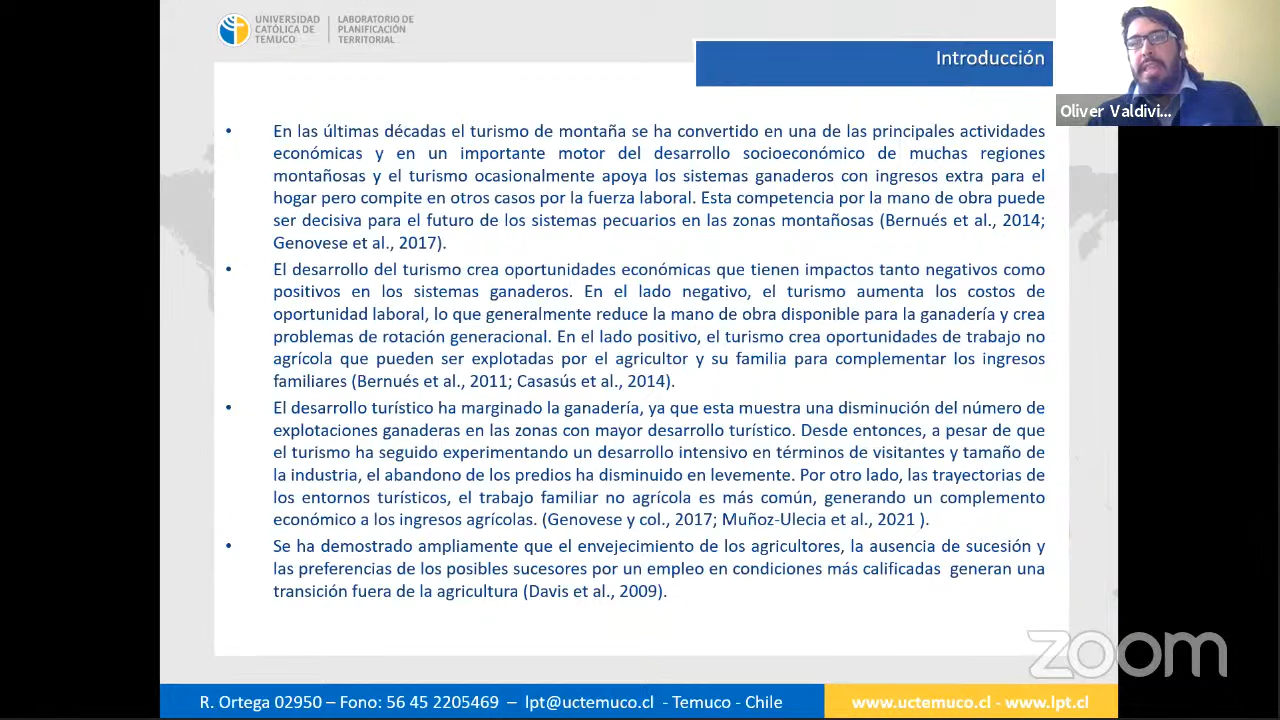 UNIVERSIDAD
CATÓLICA DE
TEMUCO
LABORATORIO DE
PLANIFICACIÓN
TERRITORIAL
Introducción
Oliver Valdivi...
• En las últimas décadas el turismo de montaña se ha convertido en una de las principales actividades
económicas y en un importante motor del desarrollo socioeconómico de muchas regiones
montañosas y el turismo ocasionalmente apoya los sistemas ganaderos con ingresos extra para el
hogar pero compite en otros casos por la fuerza laboral. Esta competencia por la mano de obra puede
ser decisiva para el futuro de los sistemas pecuarios en las zonas montañosas (Bernués et al., 2014;
Genovese et al., 2017).
• El desarrollo del turismo crea oportunidades económicas que tienen impactos tanto negativos como
positivos en los sistemas ganaderos. En el lado negativo, el turismo aumenta los costos de
oportunidad laboral, lo que generalmente reduce la mano de obra disponible para la ganadería y crea
problemas de rotación generacional. En el lado positivo, el turismo crea oportunidades de trabajo no
agrícola que pueden ser explotadas por el agricultor y su familia para complementar los ingresos
familiares (Bernués et al., 2011; Casasús et al., 2014).
• El desarrollo turístico ha marginado la ganadería, ya que esta muestra una disminución del número de
explotaciones ganaderas en las zonas con mayor desarrollo turístico. Desde entonces, a pesar de que
el turismo ha seguido experimentando un desarrollo intensivo en términos de visitantes y tamaño de
la industria, el abandono de los predios ha disminuido en levemente. Por otro lado, las trayectorias de
los entornos turísticos, el trabajo familiar no agrícola es más común, generando un complemento
económico a los ingresos agrícolas. (Genovese y col., 2017; Muñoz-Ulecia et al., 2021 ).
• Se ha demostrado ampliamente que el envejecimiento de los agricultores, la ausencia de sucesión y
las preferencias de los posibles sucesores por un empleo en condiciones más calificadas generan una
transición fuera de la agricultura (Davis et al., 2009).
zoom
R. Ortega 02950 – Fono: 56 45 2205469 – lpt@uctemuco.cl - Temuco - Chile
www.uctemuco.cl - www.lpt.cl